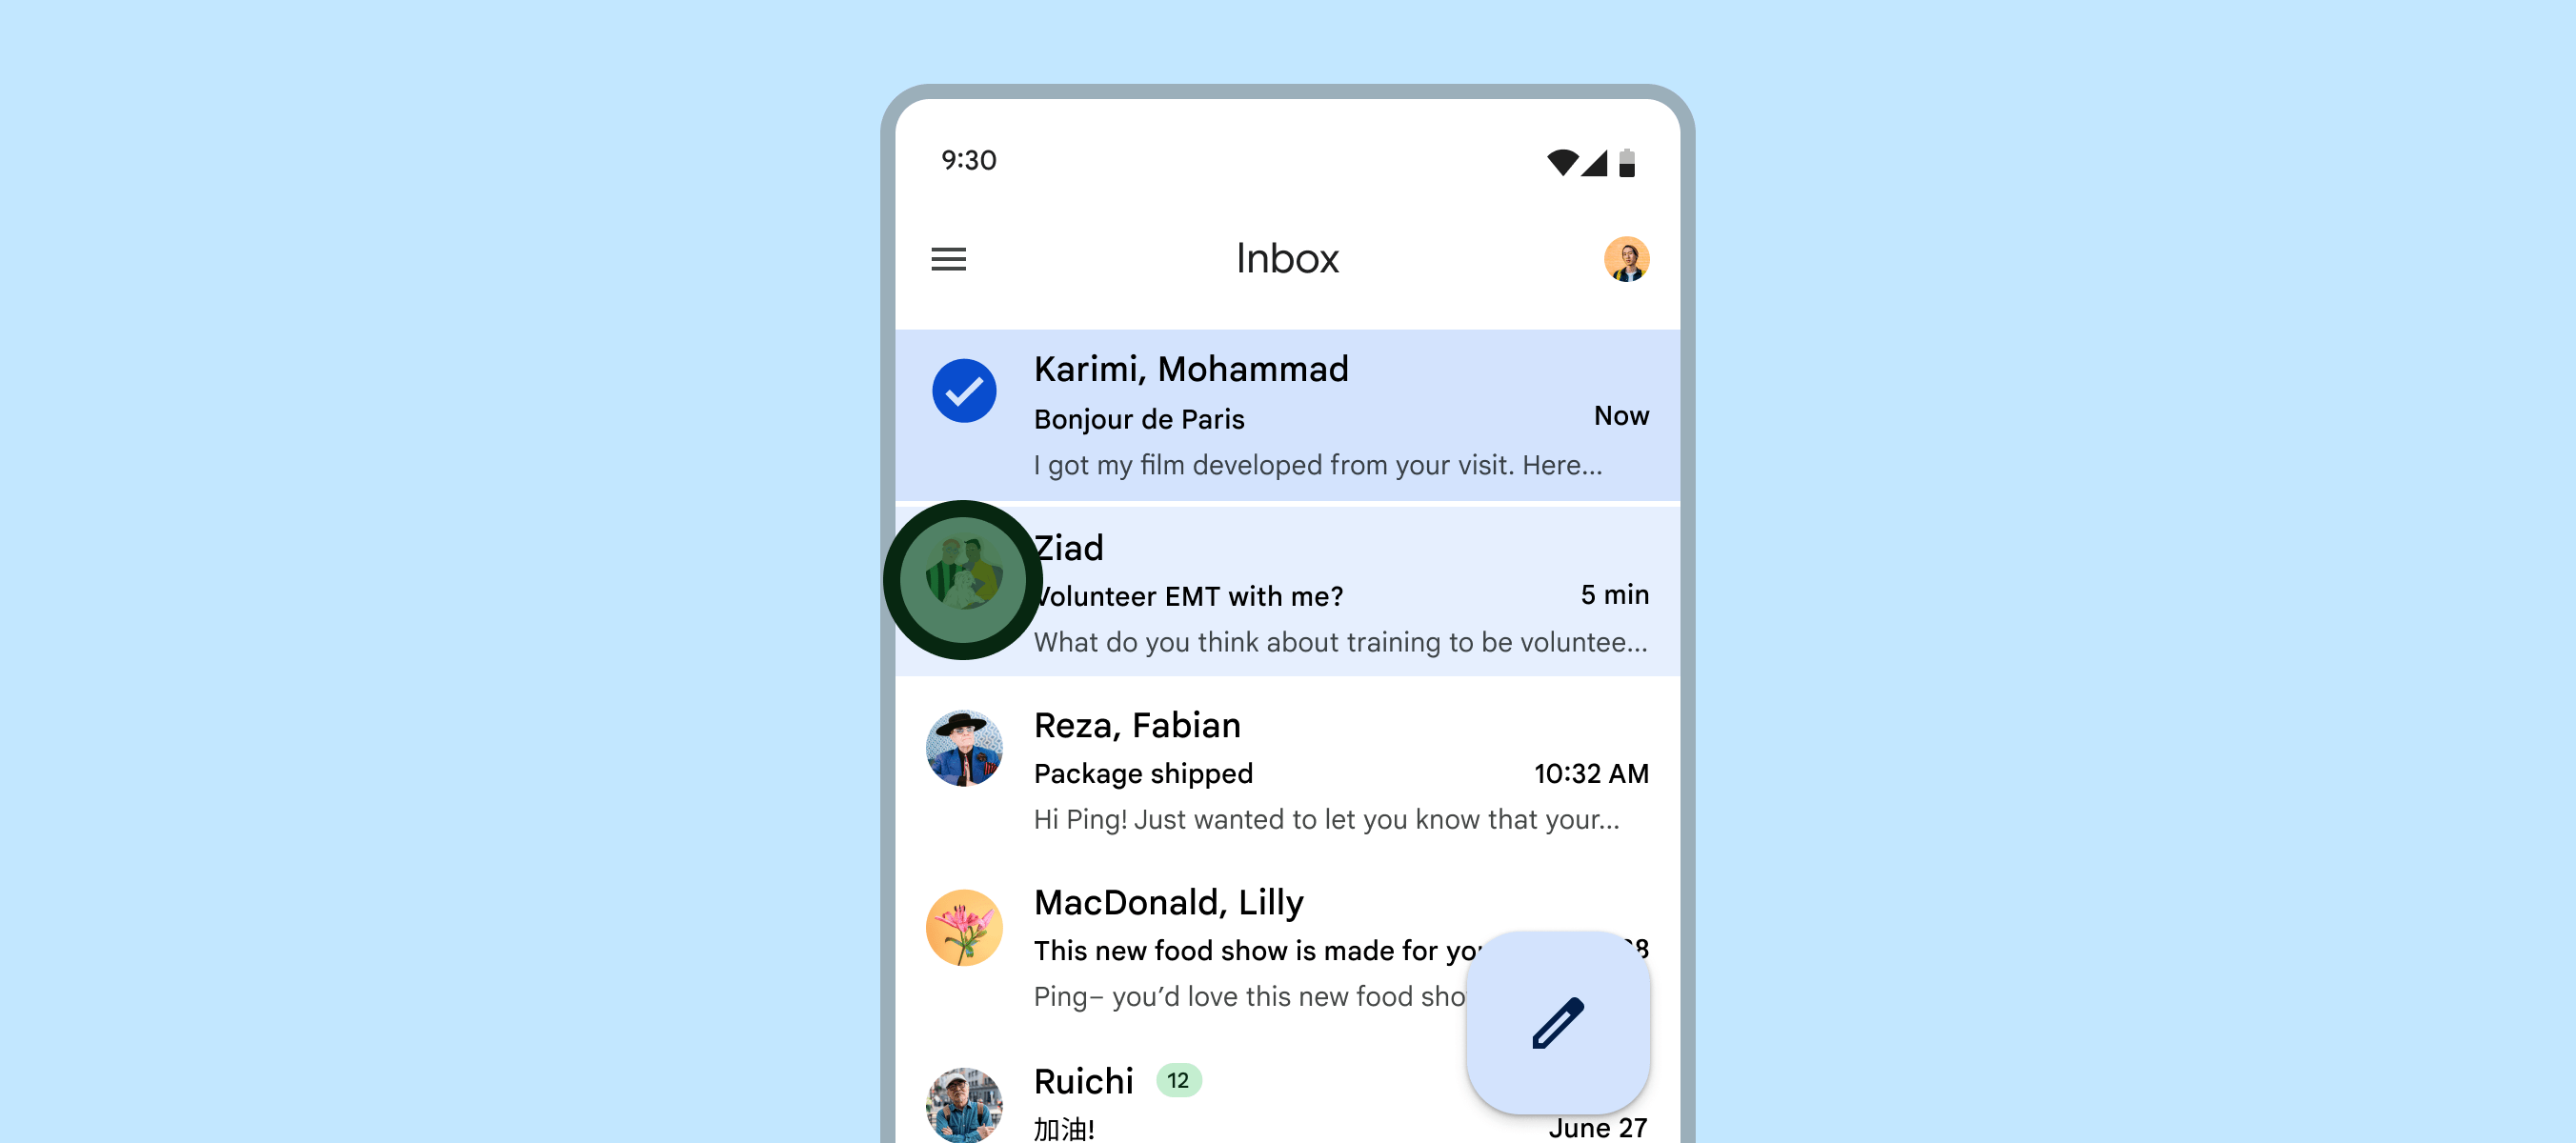 9:30
Inbox
Karimi, Mohammad
Bonjour de Paris
Now
I got my film developed from your visit. Here...
Ziad
Volunteer EMT with me?
5 min
What do you think about training to be voluntee...
Reza, Fabian
Package shipped
10:32 AM
Hi Ping! Just wanted to let you know that your...
MacDonald, Lilly
This new food show is made for
Ping– you’d love this new food
Ruichi 12
加油!
June 27